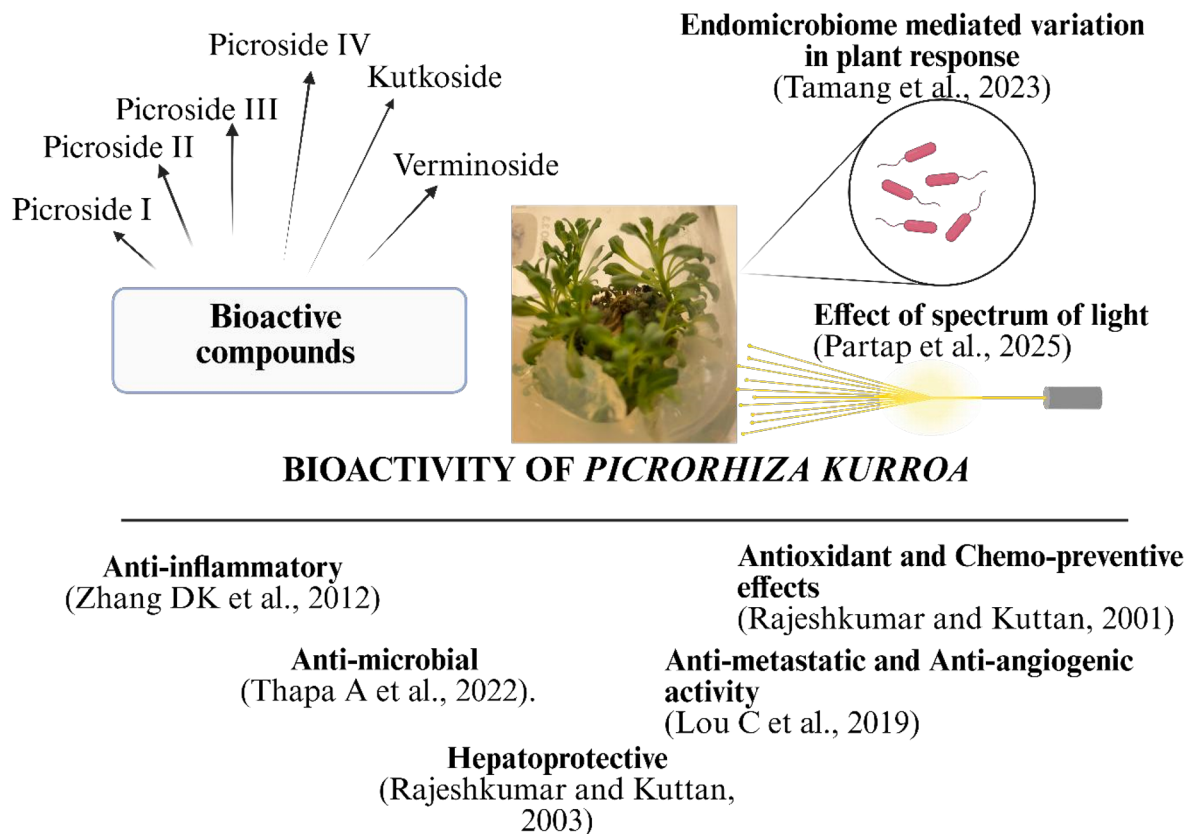 Picroside IV
Kutkoside
Picroside III
Picroside II
Verminoside
Picroside I
Bioactive
compounds
Endomicrobiome mediated variation
in plant response
(Tamang et al., 2023)
Effect of spectrum of light
(Partap et al., 2025)
BIOACTIVITY OF PICRORHIZA KURROA
Anti-inflammatory
(Zhang DK et al., 2012)
Antioxidant and Chemo-preventive
effects
(Rajeshkumar and Kuttan, 2001)
Anti-microbial
(Thapa A et al., 2022).
Anti-metastatic and Anti-angiogenic
activity
(Lou C et al., 2019)
Hepatoprotective
(Rajeshkumar and Kuttan,
2003)